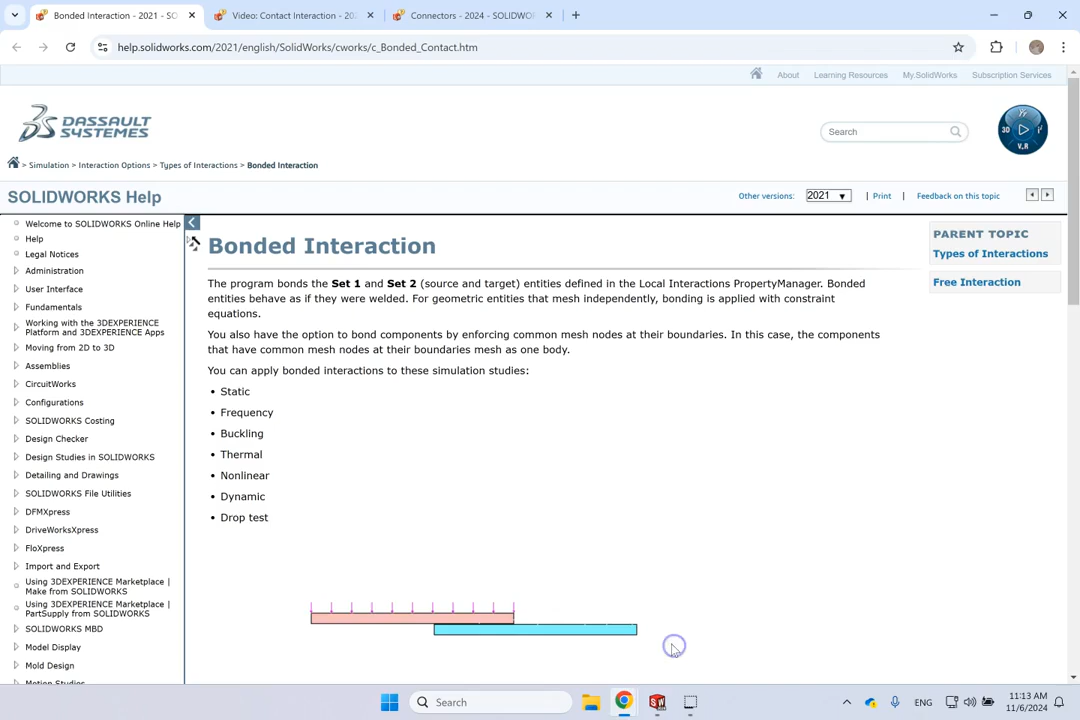 Bonded Interaction - 2021 - SO
Video: Contact Interaction - 202
Connectors - 2024 - SOLIDWO
help.solidworks.com/2021/english/SolidWorks/cworks/c_Bonded_Contact.htm
About
Learning Resources
My.SolidWorks
Subscription Services
DASSAULT
SYSTEMES
Search
3D
V.R
> Simulation > Interaction Options > Types of Interactions > Bonded Interaction
SOLIDWORKS Help
Other versions:
2021
| Print | Feedback on this topic
Welcome to SOLIDWORKS Online Help
Help
Legal Notices
Administration
User Interface
Fundamentals
Working with the 3DEXPERIENCE
Platform and 3DEXPERIENCE Apps
Moving from 2D to 3D
Assemblies
CircuitWorks
Configurations
SOLIDWORKS Costing
Design Checker
Design Studies in SOLIDWORKS
Detailing and Drawings
SOLIDWORKS File Utilities
DFMXpress
DriveWorksXpress
FloXpress
Import and Export
Using 3DEXPERIENCE Marketplace |
Make from SOLIDWORKS
Using 3DEXPERIENCE Marketplace |
PartSupply from SOLIDWORKS
SOLIDWORKS MBD
Model Display
Mold Design
Motion Studies
Bonded Interaction
The program bonds the Set 1 and Set 2 (source and target) entities defined in the Local Interactions PropertyManager. Bonded
entities behave as if they were welded. For geometric entities that mesh independently, bonding is applied with constraint
equations.
You also have the option to bond components by enforcing common mesh nodes at their boundaries. In this case, the components
that have common mesh nodes at their boundaries mesh as one body.
You can apply bonded interactions to these simulation studies:
• Static
• Frequency
• Buckling
• Thermal
• Nonlinear
• Dynamic
• Drop test
PARENT TOPIC
Types of Interactions
Free Interaction
Search
ENG
11:13 AM
11/6/2024